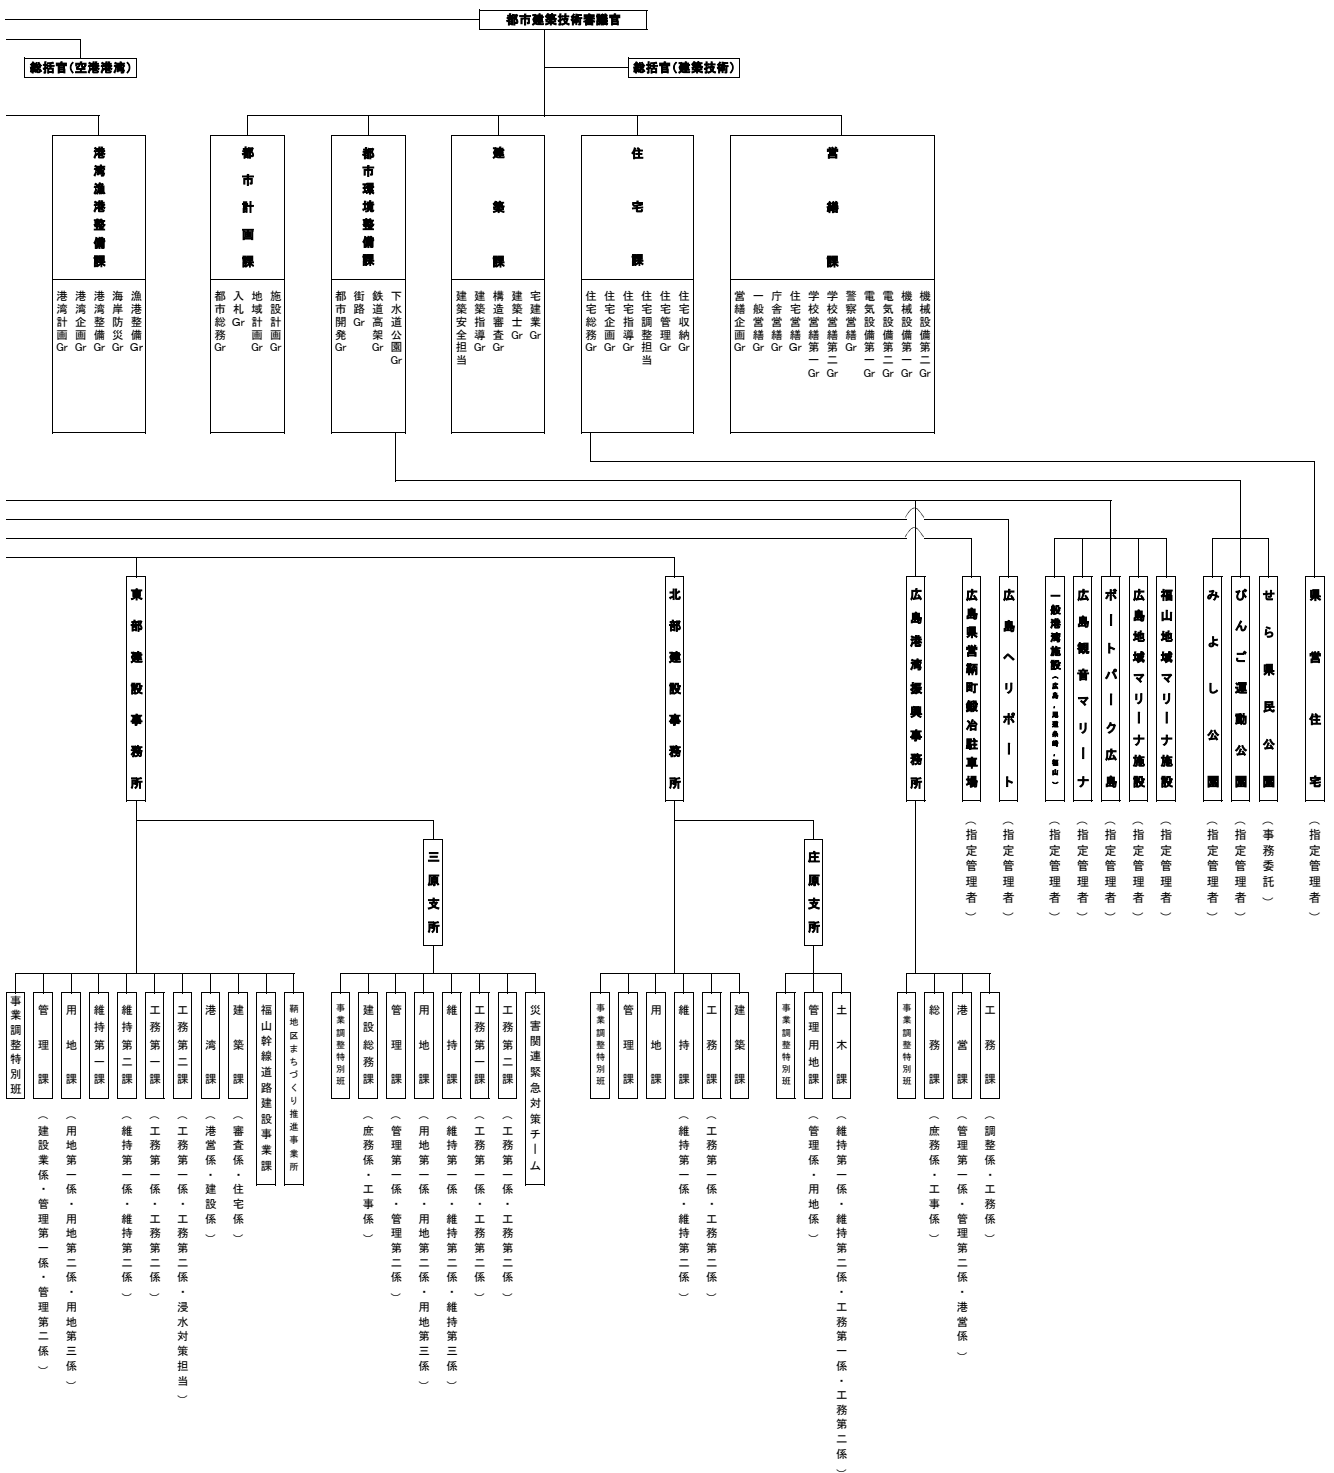 都市建築技術審議官
総括官（空港港湾）
総括官（建築技術）
港湾漁港整備課
港湾計画Gr
港湾企画Gr
港湾整備Gr
海岸防災Gr
漁港整備Gr
都市計画課
都市総務Gr
入札Gr
地域計画Gr
施設計画Gr
都市環境整備課
都市開発Gr
街路Gr
鉄道高架Gr
下水道公園Gr
建築課
建築安全担当
建築指導Gr
構造審査Gr
建築士Gr
宅建業Gr
住宅課
住宅総務Gr
住宅企画Gr
住宅指導Gr
住宅調整担当
住宅管理Gr
住宅収納Gr
営繕課
営繕企画Gr
一般営繕Gr
庁舎営繕Gr
住宅営繕Gr
学校営繕第一Gr
学校営繕第二Gr
警察営繕Gr
電気設備第一Gr
電気設備第二Gr
機械設備第一Gr
機械設備第二Gr
東部建設事務所
北部建設事務所
広島港湾振興事務所
広島県営鞆町鍛冶駐車場
（指定管理者）
広島ヘリポート
（指定管理者）
一般港湾施設（広島，尾道糸崎，福山）
（指定管理者）
広島観音マリーナ
（指定管理者）
ボートパーク広島
（指定管理者）
広島地域マリーナ施設
（指定管理者）
福山地域マリーナ施設
（指定管理者）
みよし公園
（指定管理者）
びんご運動公園
（指定管理者）
せら県民公園
（事務委託）
県営住宅
（指定管理者）
三原支所
庄原支所
事業調整特別班
管理課
（建設業係・管理第一係・管理第二係）
用地課
（用地第一係・用地第二係・用地第三係）
維持第一課
維持第二課
（維持第一係・維持第二係）
工務第一課
（工務第一係・工務第二係）
工務第二課
（工務第一係・工務第二係・浸水対策担当）
港湾課
（港営係・建設係）
建築課
（審査係・住宅係）
福山幹線道路建設事業課
鞆地区まちづくり推進事業所
事業調整特別班
建設総務課
（庶務係・工事係）
管理課
（管理第一係・管理第二係）
用地課
（用地第一係・用地第二係・用地第三係）
維持課
（維持第一係・維持第二係・維持第三係）
工務第一課
（工務第一係・工務第二係）
工務第二課
（工務第一係・工務第二係）
災害関連緊急対策チーム
事業調整特別班
管理課
用地課
維持課
（維持第一係・維持第二係）
工務課
（工務第一係・工務第二係）
建築課
事業調整特別班
管理用地課
（管理係・用地係）
土木課
（維持第一係・維持第二係・工務第一係・工務第二係）
事業調整特別班
総務課
（庶務係・工事係）
港営課
（管理第一係・管理第二係・港営係）
工務課
（調整係・工務係）